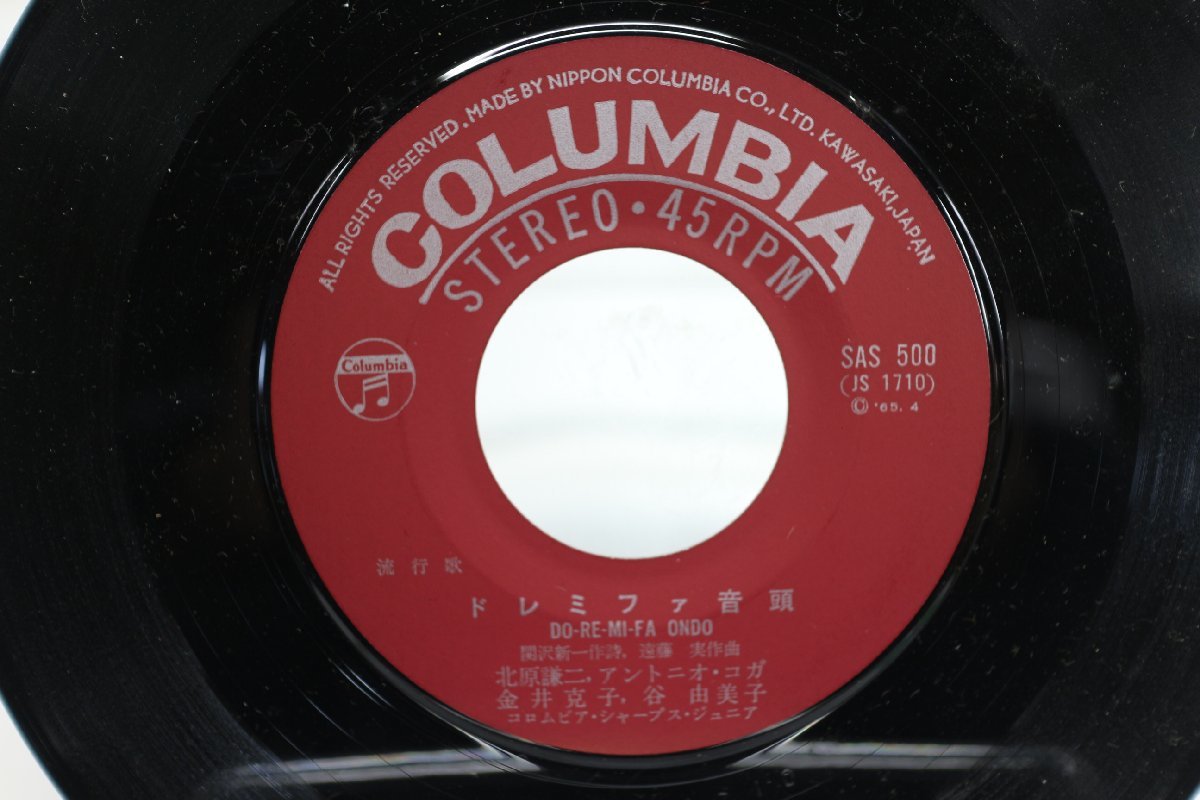 ALL RIGHTS RESERVED. MADE BY NIPPON COLUMBIA CO., LTD. KAWASAKI, JAPAN
COLUMBIA
STEREO・45RPM
Columbia
SAS 500
(JS 1710)
Ⓒ '65. 4
流行歌
ドレミファ音頭
DO-RE-MI-FA ONDO
関沢新一作詩、遠藤 実作曲
北原謙二,アントニオ・コガ
金井克子,谷 由美子
コロムビア・シャープス・ジュニア